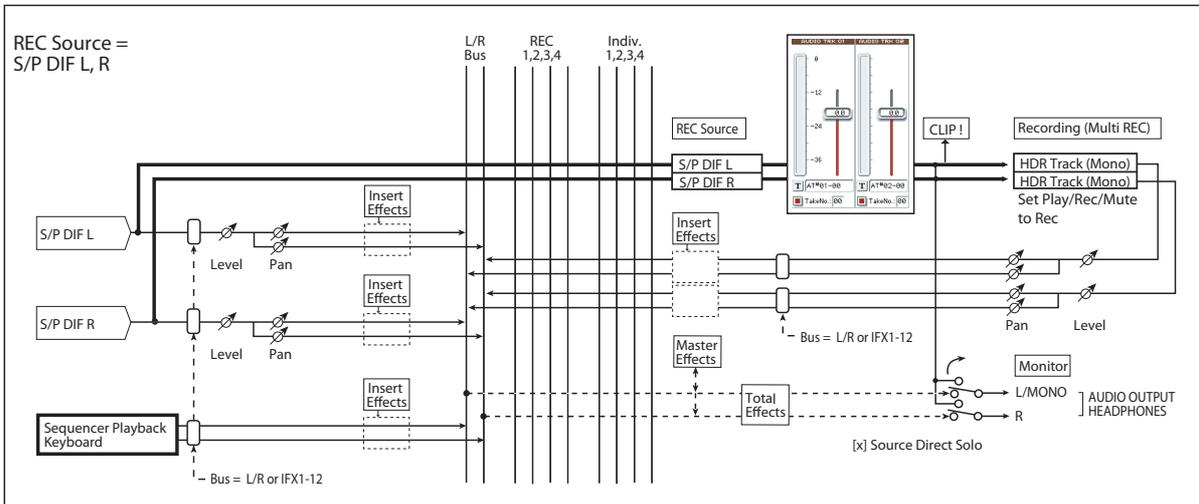 REC Source =
S/P DIF L, R
L/R
Bus
REC
1,2,3,4
Indiv.
1,2,3,4
AUDIO TRK 01
AUDIO TRK 02
0
-12
-24
-36
0.0
0.0
T AT#01-00
T AT#02-00
TakeNo.: 00
TakeNo.: 00
REC Source
S/P DIF L
S/P DIF R
CLIP !
Recording (Multi REC)
HDR Track (Mono)
HDR Track (Mono)
Set Play/Rec/Mute
to Rec
S/P DIF L
Level
Pan
Insert
Effects
Insert
Effects
S/P DIF R
Level
Pan
Insert
Effects
Pan
Level
Bus = L/R or IFX1-12
Master
Effects
Total
Effects
Monitor
L/MONO
R
AUDIO OUTPUT
HEADPHONES
[x] Source Direct Solo
Sequencer Playback
Keyboard
Insert
Effects
Bus = L/R or IFX1-12